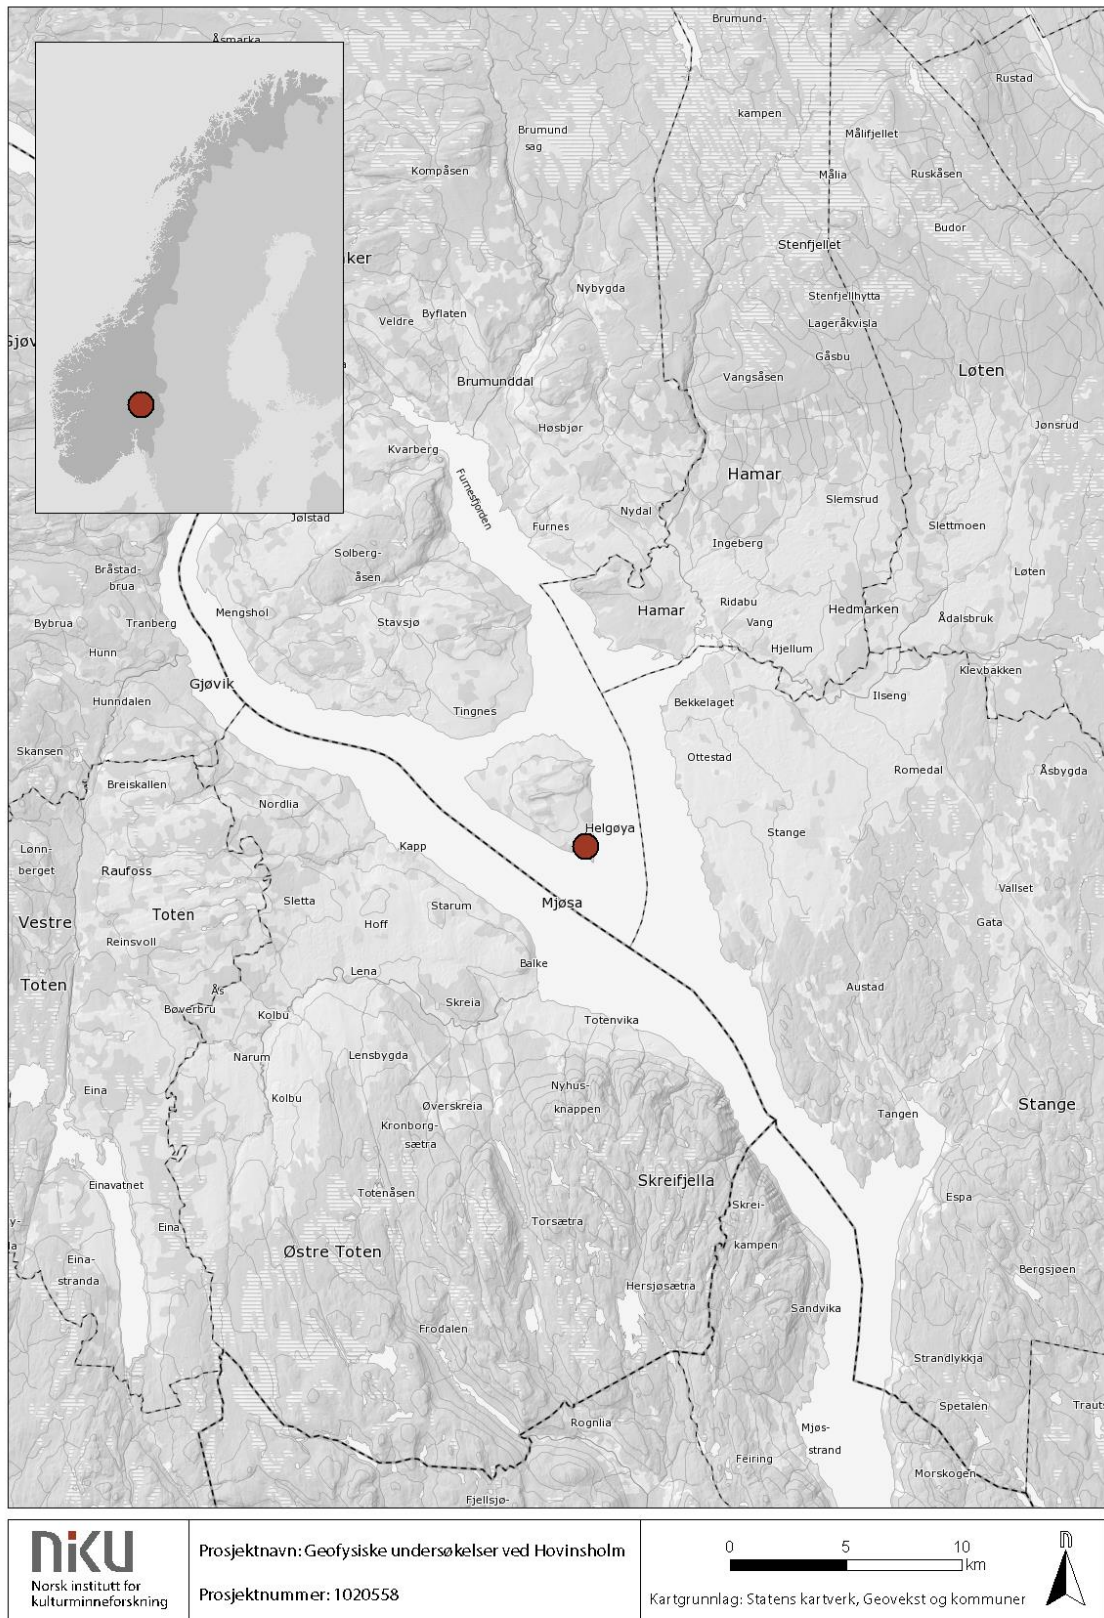 Åsmarka
Brumund-
Rustad
kampen
Brumund
sag
Målifjellet
Kompåsen
Målia
Ruskåsen
Budor
Stenfjellet
Nybygda
Stenfjellhytta
Veldre
Byflaten
Lageråkvisla
Gåsbu
Løten
Vangsåsen
Brumunddal
Jønsrud
Høsbjør
Kvarberg
Hamar
Furnesfjorden
Slemsrud
Jølstad
Furnes
Nydal
Slettmoen
Solberg-
åsen
Ingeberg
Bråstad-
brua
Løten
Mengshol
Stavsjø
Hamar
Ridabu
Hedmarken
Bybrua
Tranberg
Vang
Ådalsbruk
Hunn
Hjellum
Klevbakken
Gjøvik
Hunndalen
Tingnes
Bekkelaget
Ilseng
Skansen
Ottestad
Romedal
Åsbygda
Breiskallen
Nordlia
Helgøya
Stange
Lønn-
berget
Kapp
Raufoss
Vallset
Sletta
Starum
Mjøsa
Vestre
Toten
Toten
Hoff
Gata
Reinsvoll
Lena
Balke
Ås
Skreia
Austad
Bøverbru
Kolbu
Totenvika
Narum
Lensbygda
Eina
Kolbu
Øverskreia
Nyhus-
knappen
Stange
Kronborg-
sætra
Tangen
Einavatnet
Totenåsen
Skreifjella
Espa
Eina
Torsætra
Skrei-
kampen
Eina-
stranda
Østre Toten
Bergsjøen
Hersjøsætra
Sandvika
Frodalen
Strandlykkja
Spetalen
Rognlia
Mjøs-
strand
Feiring
Morskogen
Fjellsjø-
niku
Norsk institutt for
kulturminneforskning
Prosjektnavn: Geofysiske undersøkelser ved Hovinsholm
Prosjektnummer: 1020558
0 5 10
km
Kartgrunnlag: Statens kartverk, Geovekst og kommuner
n